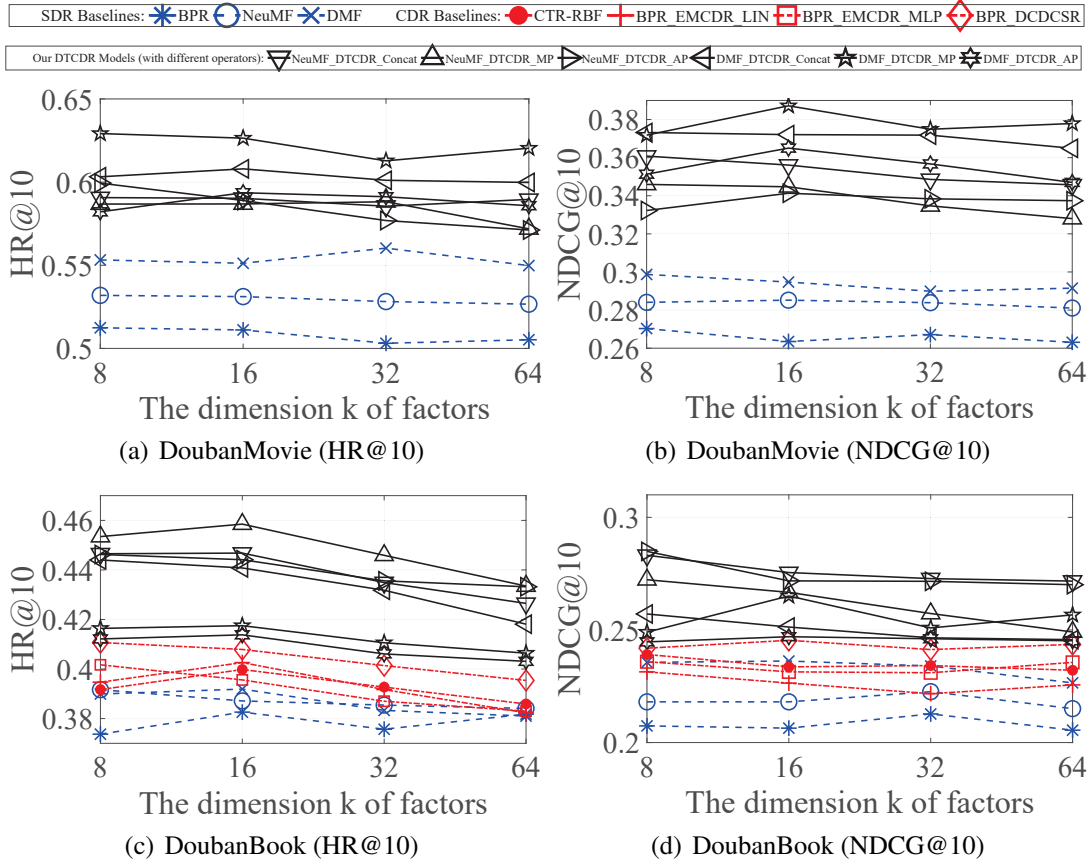 SDR Baselines: BPR NeuMF DMF CDR Baselines: CTR-RBF BPR_EMCDR_LIN BPR_EMCDR_MLP BPR_DCDCSR
Our DTCDR Models (with different operators): NeuMF_DTCDR_Concat NeuMF_DTCDR_MP NeuMF_DTCDR_AP DMF_DTCDR_Concat DMF_DTCDR_MP DMF_DTCDR_AP
0.65
0.6
0.55
0.5
HR@10
8 16 32 64
The dimension k of factors
(a) DoubanMovie (HR@10)
0.38
0.36
0.34
0.32
0.3
0.28
0.26
NDCG@10
8 16 32 64
The dimension k of factors
(b) DoubanMovie (NDCG@10)
0.46
0.44
0.42
0.4
0.38
HR@10
8 16 32 64
The dimension k of factors
(c) DoubanBook (HR@10)
0.3
0.25
0.2
NDCG@10
8 16 32 64
The dimension k of factors
(d) DoubanBook (NDCG@10)